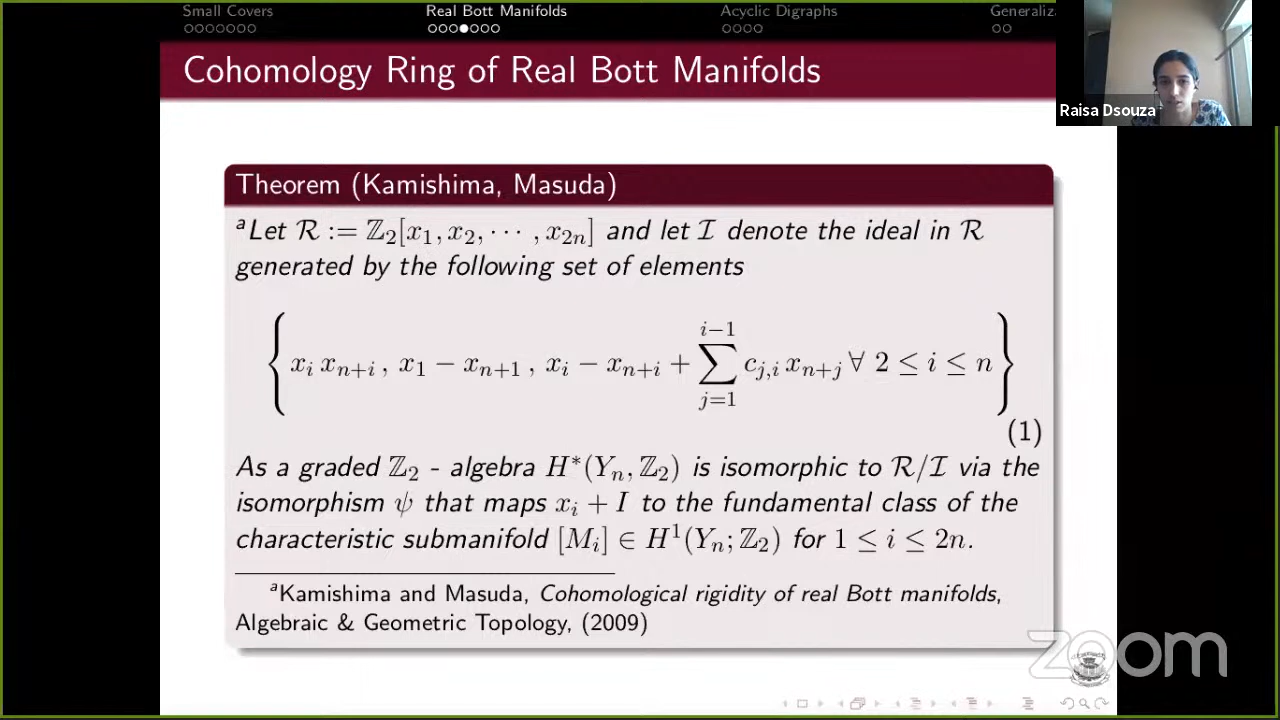 Small Covers Real Bott Manifolds Acyclic Digraphs Generaliza
Cohomology Ring of Real Bott Manifolds
Raisa Dsouza
Theorem (Kamishima, Masuda)
ᵃLet ℛ := ℤ₂[x₁, x₂, ⋯ , x₂ₙ] and let ℐ denote the ideal in ℛ
generated by the following set of elements
{ xᵢ xₙ₊ᵢ , x₁ − xₙ₊₁ , xᵢ − xₙ₊ᵢ + ∑_{j=1}^{i−1} c_{j,i} x_{n+j} ∀ 2 ≤ i ≤ n }
(1)
As a graded ℤ₂ - algebra H*(Yₙ, ℤ₂) is isomorphic to ℛ/ℐ via the
isomorphism ψ that maps xᵢ + I to the fundamental class of the
characteristic submanifold [Mᵢ] ∈ H¹(Yₙ; ℤ₂) for 1 ≤ i ≤ 2n.
ᵃKamishima and Masuda, Cohomological rigidity of real Bott manifolds,
Algebraic & Geometric Topology, (2009)
zoom